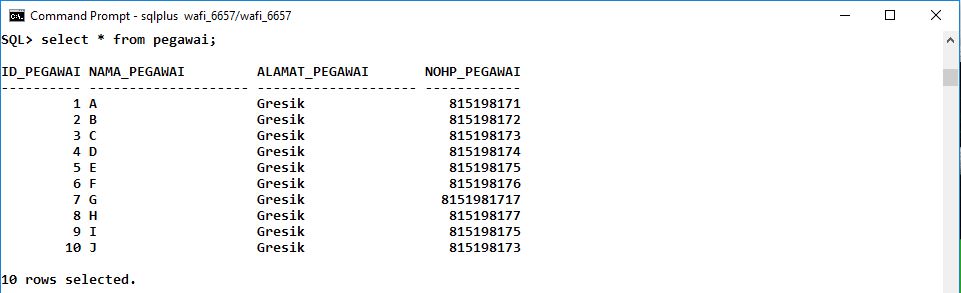 Command Prompt - sqlplus  wafi_6657/wafi_6657
SQL> select * from pegawai;
ID_PEGAWAI NAMA_PEGAWAI         ALAMAT_PEGAWAI       NOHP_PEGAWAI
---------- -------------------- -------------------- ------------
         1 A                    Gresik                  815198171
         2 B                    Gresik                  815198172
         3 C                    Gresik                  815198173
         4 D                    Gresik                  815198174
         5 E                    Gresik                  815198175
         6 F                    Gresik                  815198176
         7 G                    Gresik                 8151981717
         8 H                    Gresik                  815198177
         9 I                    Gresik                  815198175
        10 J                    Gresik                  815198173
10 rows selected.